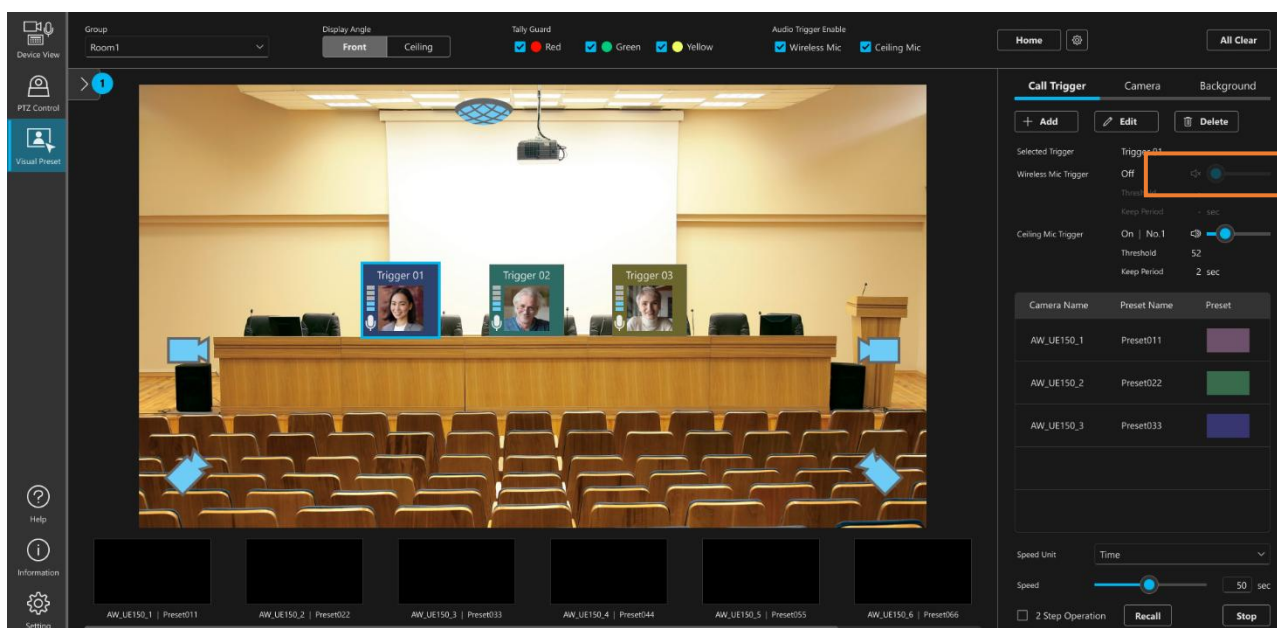 Device View
PTZ Control
Visual Preset
Help
Information
Setting
Group
Room1
Display Angle
Front
Ceiling
Tally Guard
Red
Green
Yellow
Audio Trigger Enable
Wireless Mic
Ceiling Mic
Home
All Clear
1
Trigger 01
Trigger 02
Trigger 03
Call Trigger
Camera
Background
+ Add
Edit
Delete
Selected Trigger
Trigger 01
Wireless Mic Trigger
Off
Threshold
Keep Period
- sec
Ceiling Mic Trigger
On | No.1
Threshold 52
Keep Period 2 sec
Camera Name Preset Name Preset
AW_UE150_1 Preset011
AW_UE150_2 Preset022
AW_UE150_3 Preset033
Speed Unit
Time
Speed
50 sec
2 Step Operation
Recall
Stop
AW_UE150_1 | Preset011
AW_UE150_2 | Preset022
AW_UE150_3 | Preset033
AW_UE150_4 | Preset044
AW_UE150_5 | Preset055
AW_UE150_6 | Preset066